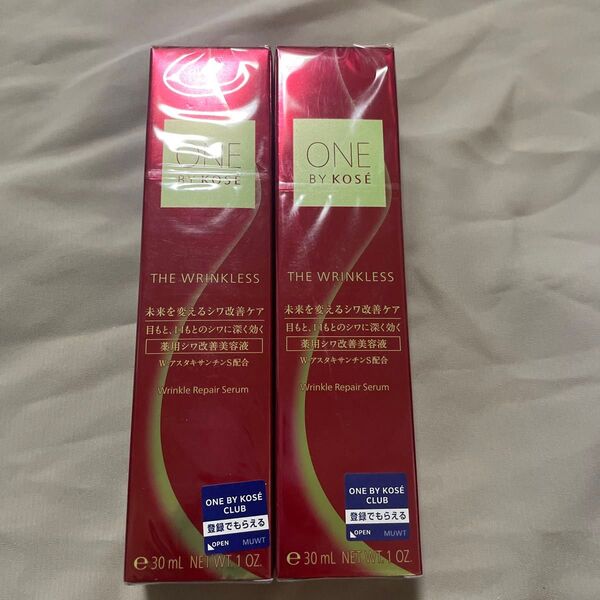 ONE
BY KOSÉ
THE WRINKLESS
未来を変えるシワ改善ケア
目もと、口もとのシワに深く効く
薬用シワ改善美容液
W-アスタキサンチンS配合
Wrinkle Repair Serum
ONE BY KOSÉ
CLUB
登録でもらえる
OPEN MUWT
℮ 30 mL NET WT. 1 OZ.
ONE
BY KOSÉ
THE WRINKLESS
未来を変えるシワ改善ケア
目もと、口もとのシワに深く効く
薬用シワ改善美容液
W-アスタキサンチンS配合
Wrinkle Repair Serum
ONE BY KOSÉ
CLUB
登録でもらえる
OPEN MUWT
℮ 30 mL NET WT. 1 OZ.